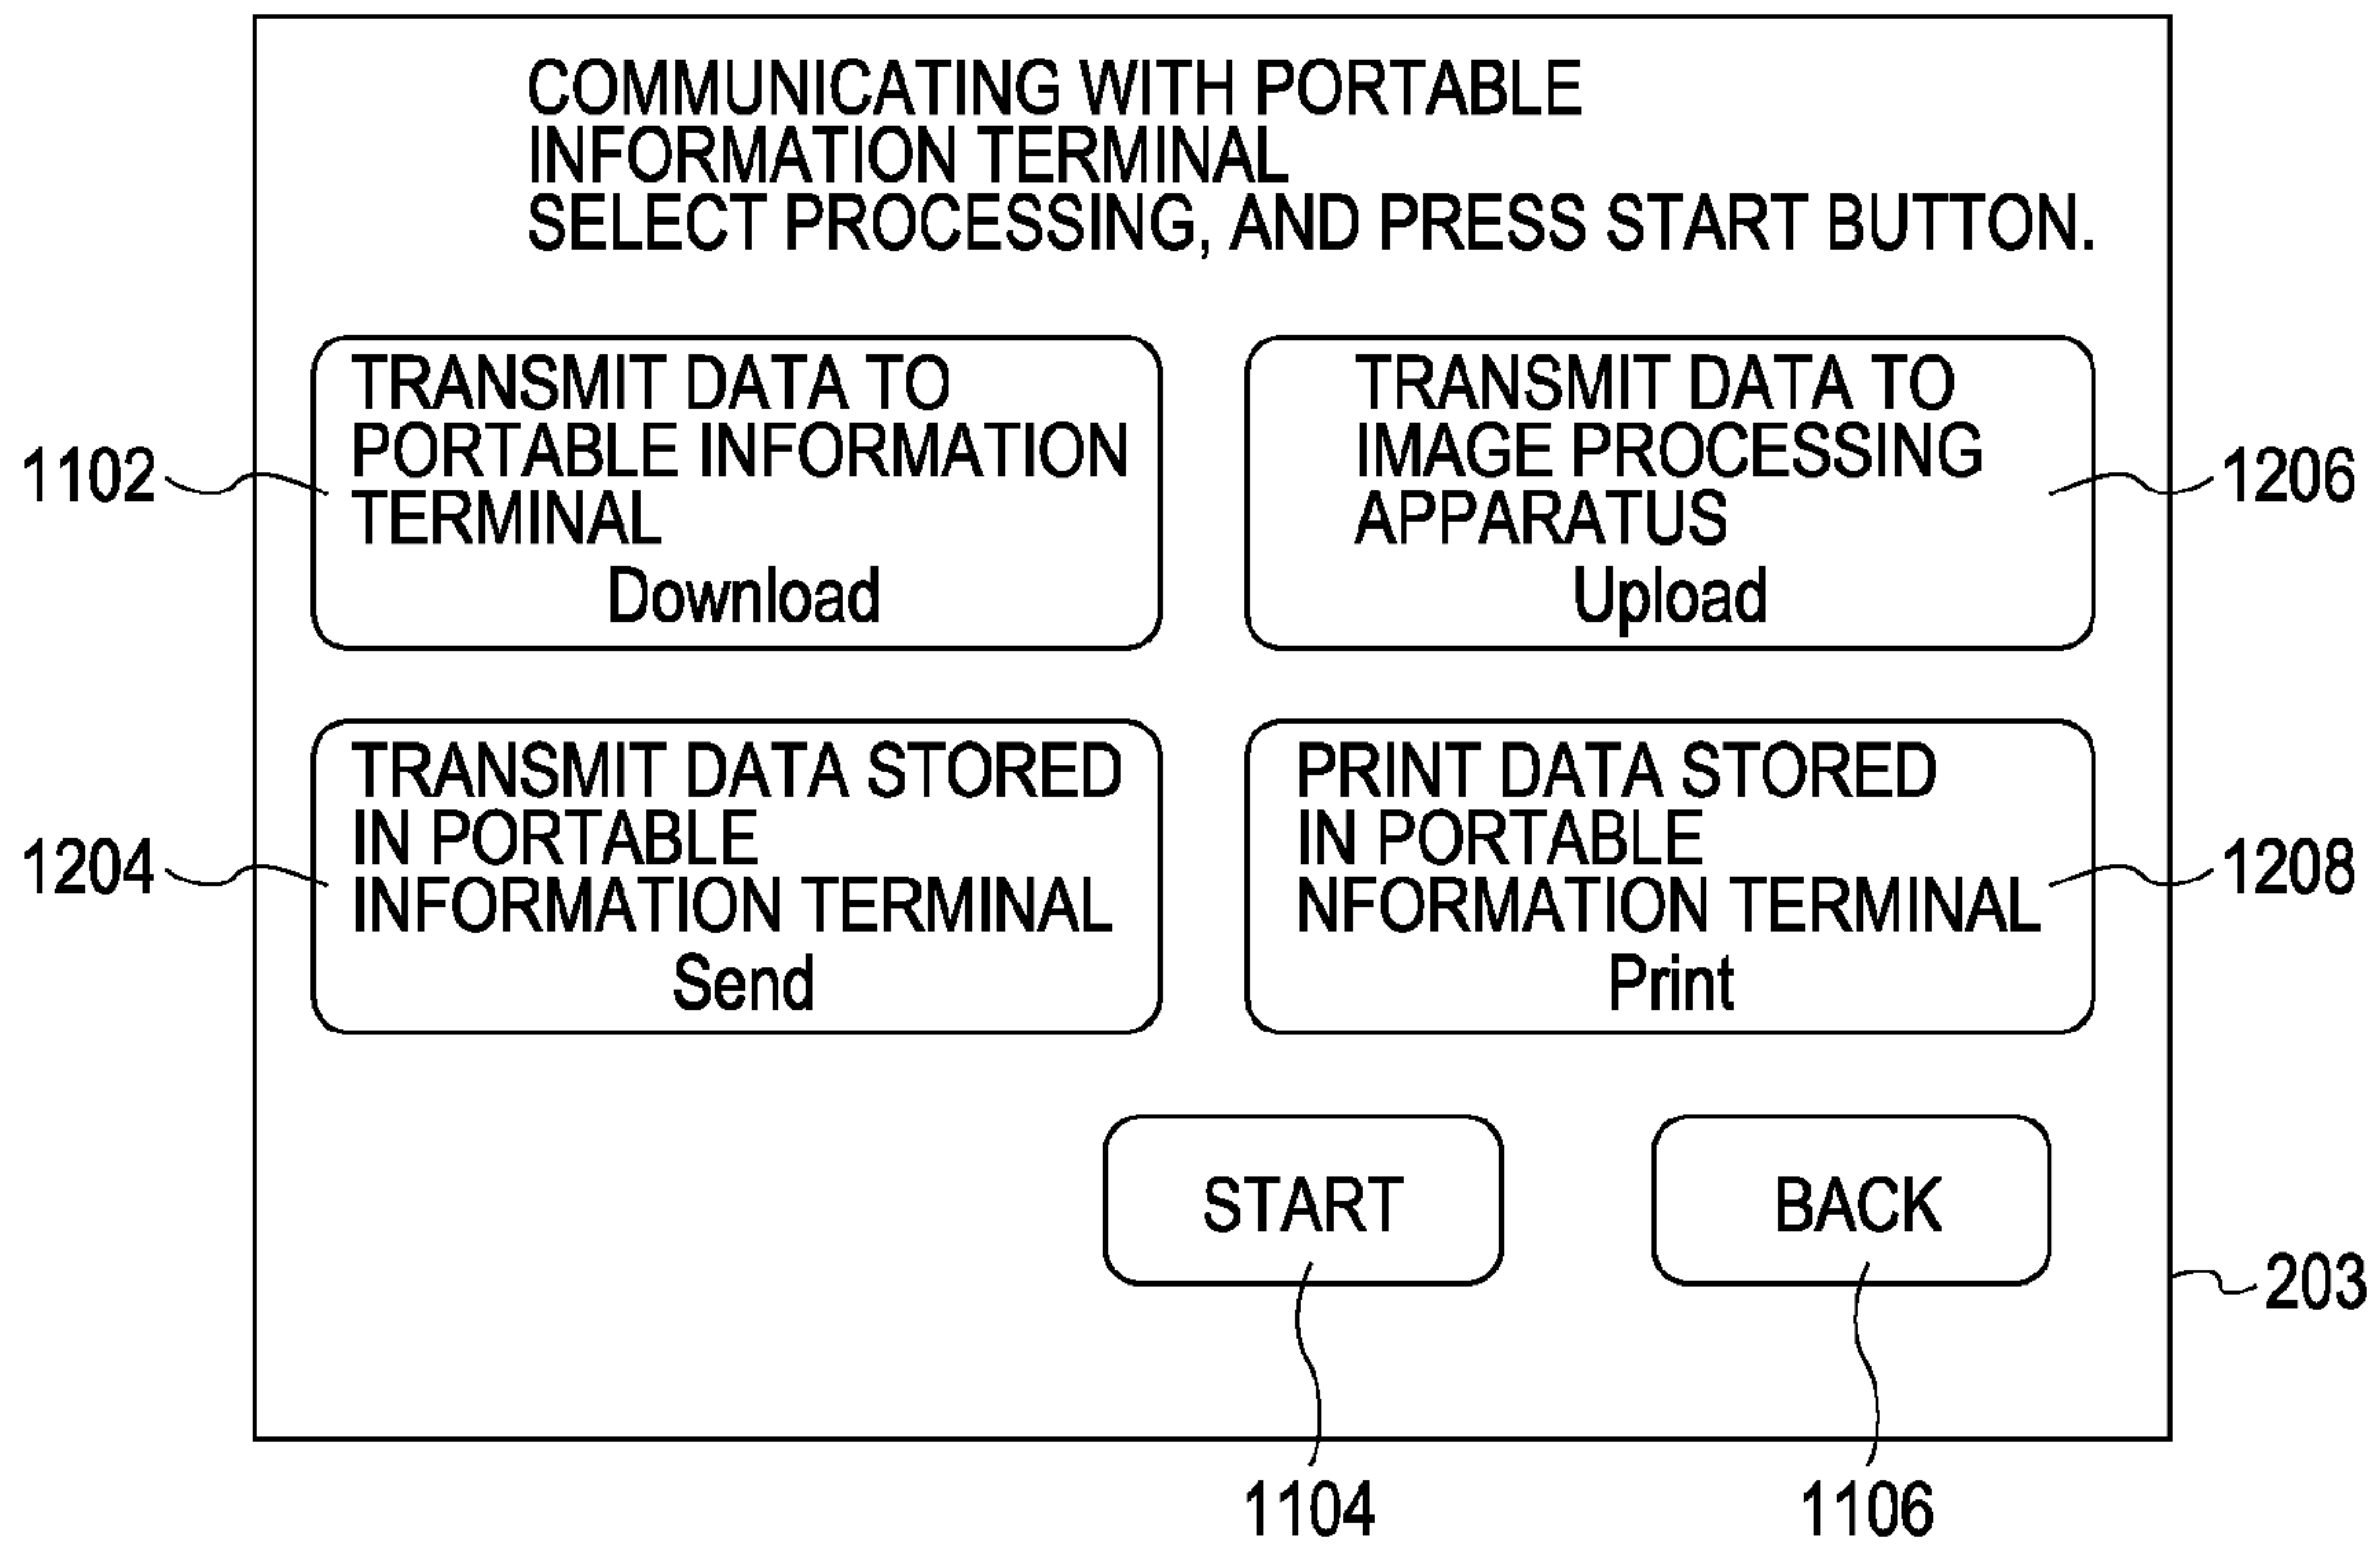 COMMUNICATING WITH PORTABLE
INFORMATION TERMINAL
SELECT PROCESSING, AND PRESS START BUTTON.
TRANSMIT DATA TO
PORTABLE INFORMATION
TERMINAL
Download
1102
TRANSMIT DATA TO
IMAGE PROCESSING
APPARATUS
Upload
1206
TRANSMIT DATA STORED
IN PORTABLE
INFORMATION TERMINAL
Send
1204
PRINT DATA STORED
IN PORTABLE
NFORMATION TERMINAL
Print
1208
START
BACK
203
1104
1106